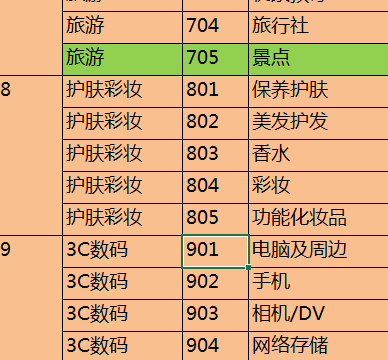 旅游 704 旅行社
旅游 705 景点
8 护肤彩妆 801 保养护肤
护肤彩妆 802 美发护发
护肤彩妆 803 香水
护肤彩妆 804 彩妆
护肤彩妆 805 功能化妆品
9 3C数码 901 电脑及周边
3C数码 902 手机
3C数码 903 相机/DV
3C数码 904 网络存储